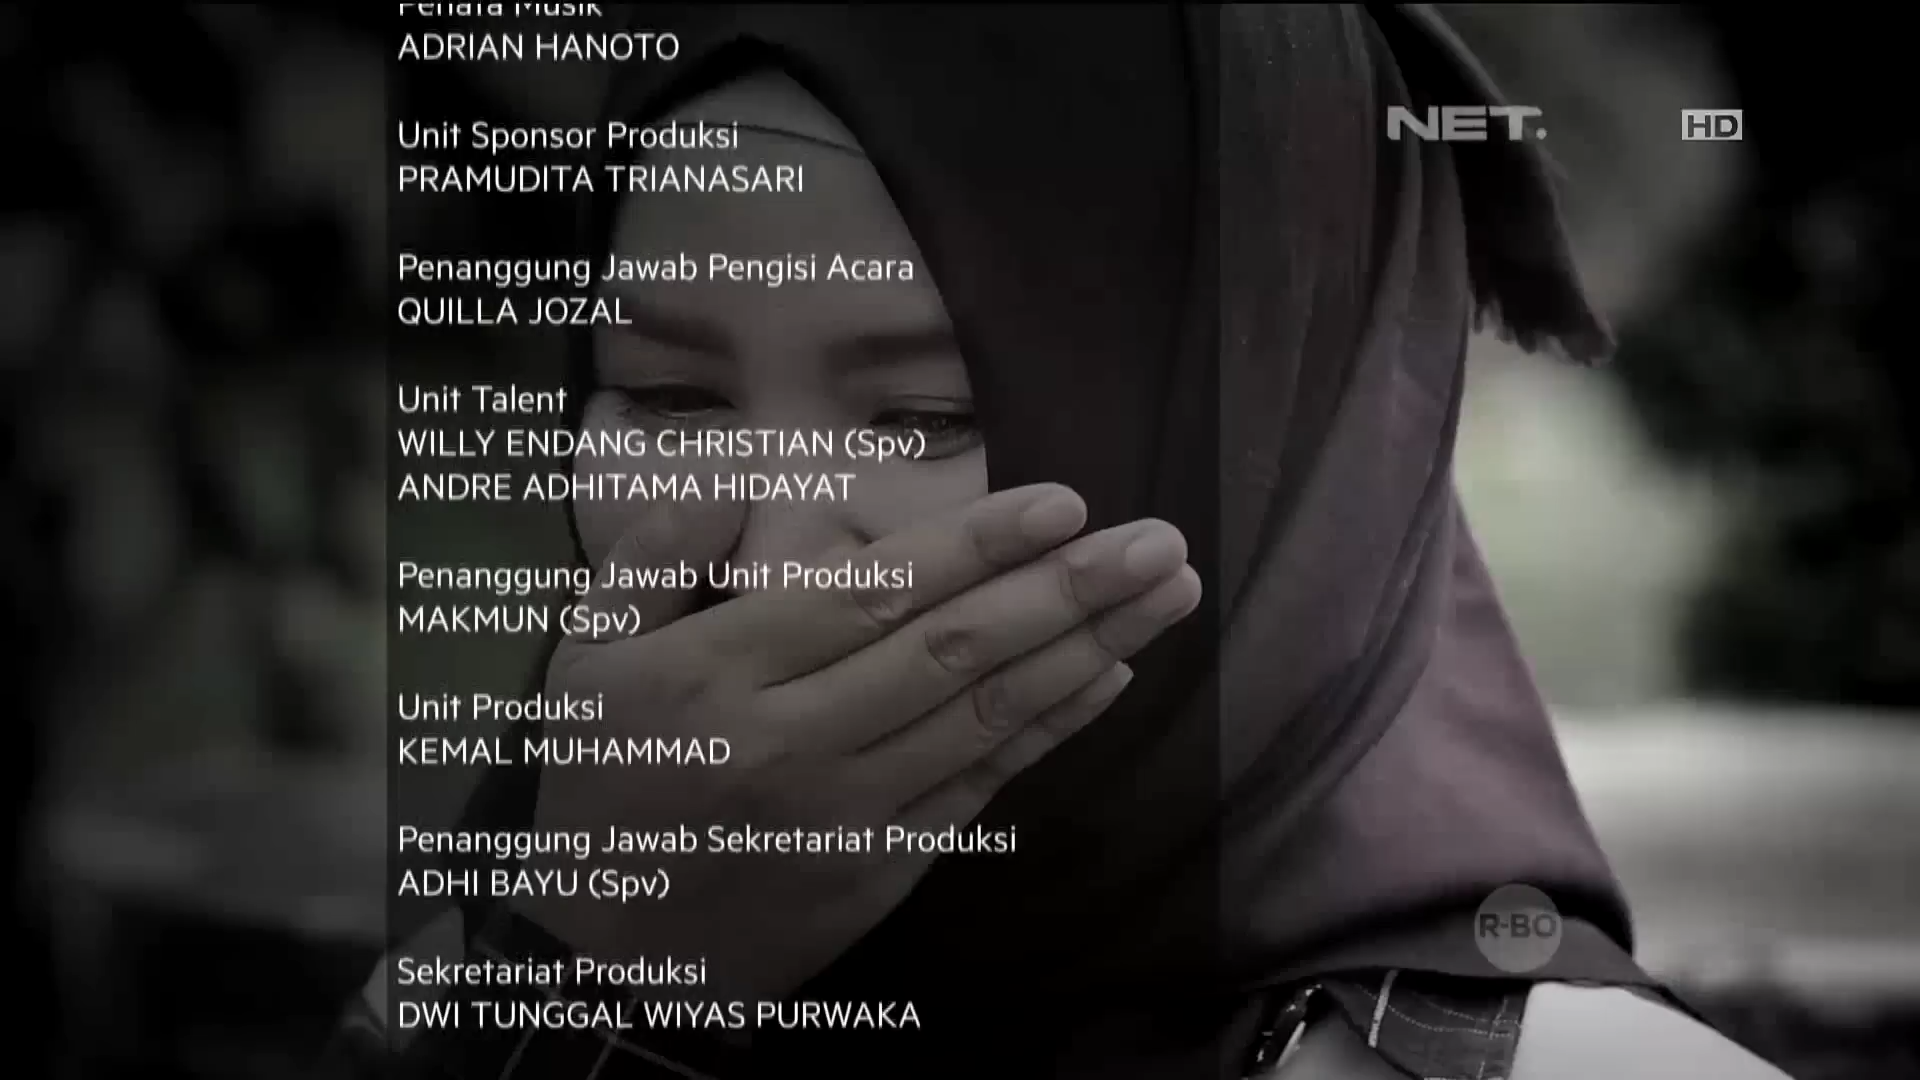 Penata Musik
ADRIAN HANOTO
Unit Sponsor Produksi
PRAMUDITA TRIANASARI
Penanggung Jawab Pengisi Acara
QUILLA JOZAL
Unit Talent
WILLY ENDANG CHRISTIAN (Spv)
ANDRE ADHITAMA HIDAYAT
Penanggung Jawab Unit Produksi
MAKMUN (Spv)
Unit Produksi
KEMAL MUHAMMAD
Penanggung Jawab Sekretariat Produksi
ADHI BAYU (Spv)
Sekretariat Produksi
DWI TUNGGAL WIYAS PURWAKA
NET.
HD
R-BO